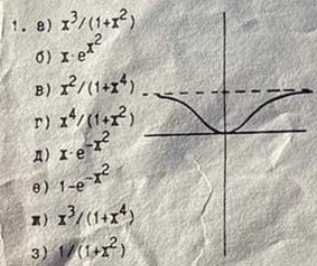 1. а) x³/(1+x²)
б) x·e^x²
в) x²/(1+x⁴)
г) x⁴/(1+x²)
д) x·e^-x²
е) 1-e^-x²
ж) x³/(1+x⁴)
з) 1/(1+x²)